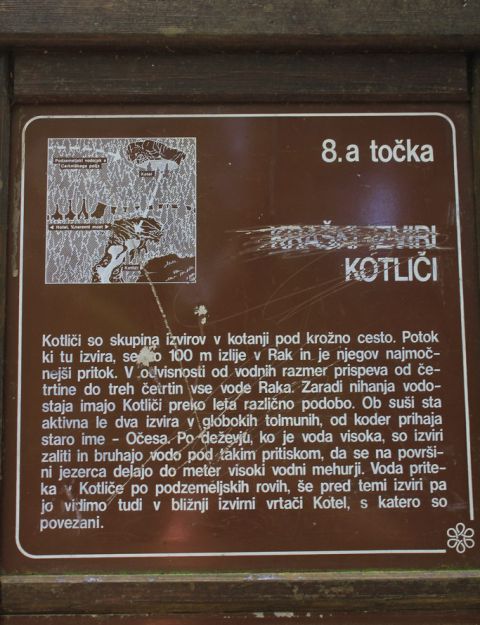 8.a točka
KRAŠKI IZVIRI
KOTLIČI
Podzemeljski vodotok s
Cerkniškega polja
Kotel
◄ Hotel, Naravni most ►
Kotliči
Kotliči so skupina izvirov v kotanji pod krožno cesto. Potok
ki tu izvira, se po 100 m izlije v Rak in je njegov najmoč-
nejši pritok. V odvisnosti od vodnih razmer prispeva od če-
trtine do treh četrtin vse vode Raka. Zaradi nihanja vodo-
staja imajo Kotliči preko leta različno podobo. Ob suši sta
aktivna le dva izvira v globokih tolmunih, od koder prihaja
staro ime - Očesa. Po deževju, ko je voda visoka, so izviri
zaliti in bruhajo vodo pod takim pritiskom, da se na površi-
ni jezerca delajo do meter visoki vodni mehurji. Voda prite-
ka v Kotliče po podzemeljskih rovih, še pred temi izviri pa
jo vidimo tudi v bližnji izvirni vrtači Kotel, s katero so
povezani.